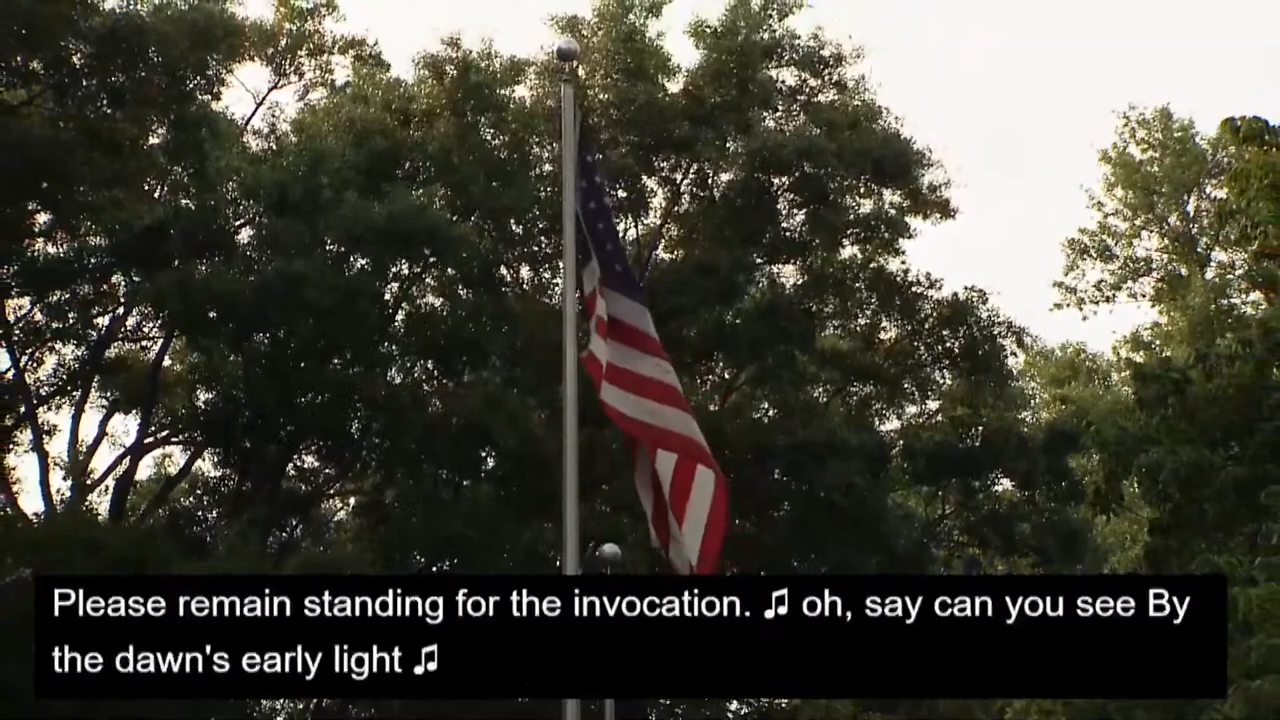 Please remain standing for the invocation. ♫ oh, say can you see By
the dawn's early light ♫